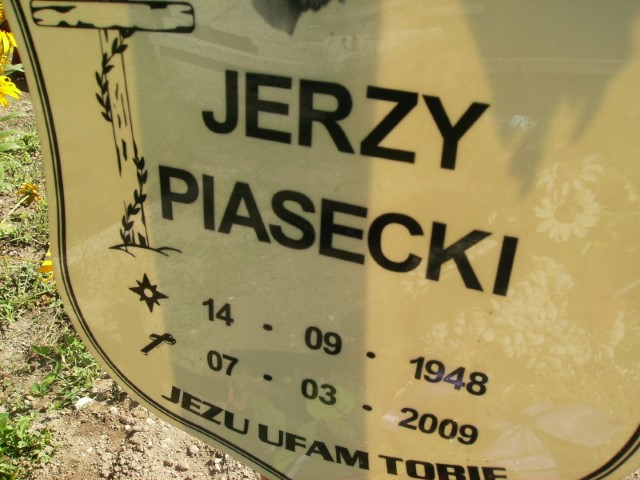 JERZY
PIASECKI
14 . 09 . 1948
07 . 03 . 2009
JEZU UFAM TOBIE